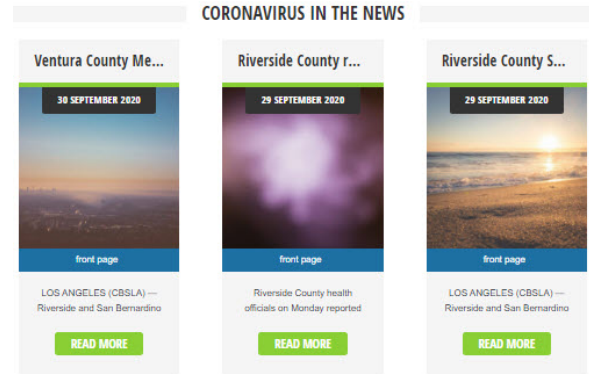 CORONAVIRUS IN THE NEWS
Ventura County Me...
30 SEPTEMBER 2020
front page
LOS ANGELES (CBSLA) —
Riverside and San Bernardino
READ MORE
Riverside County r...
29 SEPTEMBER 2020
front page
Riverside County health
officials on Monday reported
READ MORE
Riverside County S...
29 SEPTEMBER 2020
front page
LOS ANGELES (CBSLA) —
Riverside and San Bernardino
READ MORE